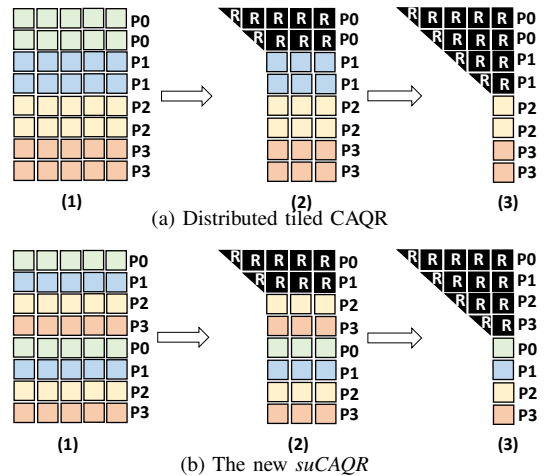 P0 R R R R R P0 R R R R R P0
P0 R R R R P0 R R R R P0
P1 P1 R R R P1
P1 P1 R R P1
P2 P2 P2
P2 P2 P2
P3 P3 P3
P3 P3 P3
(1) (2) (3)
(a) Distributed tiled CAQR
P0 R R R R R P0 R R R R R P0
P1 R R R R P1 R R R R P1
P2 P2 R R R P2
P3 P3 R R P3
P0 P0 P0
P1 P1 P1
P2 P2 P2
P3 P3 P3
(1) (2) (3)
(b) The new suCAQR